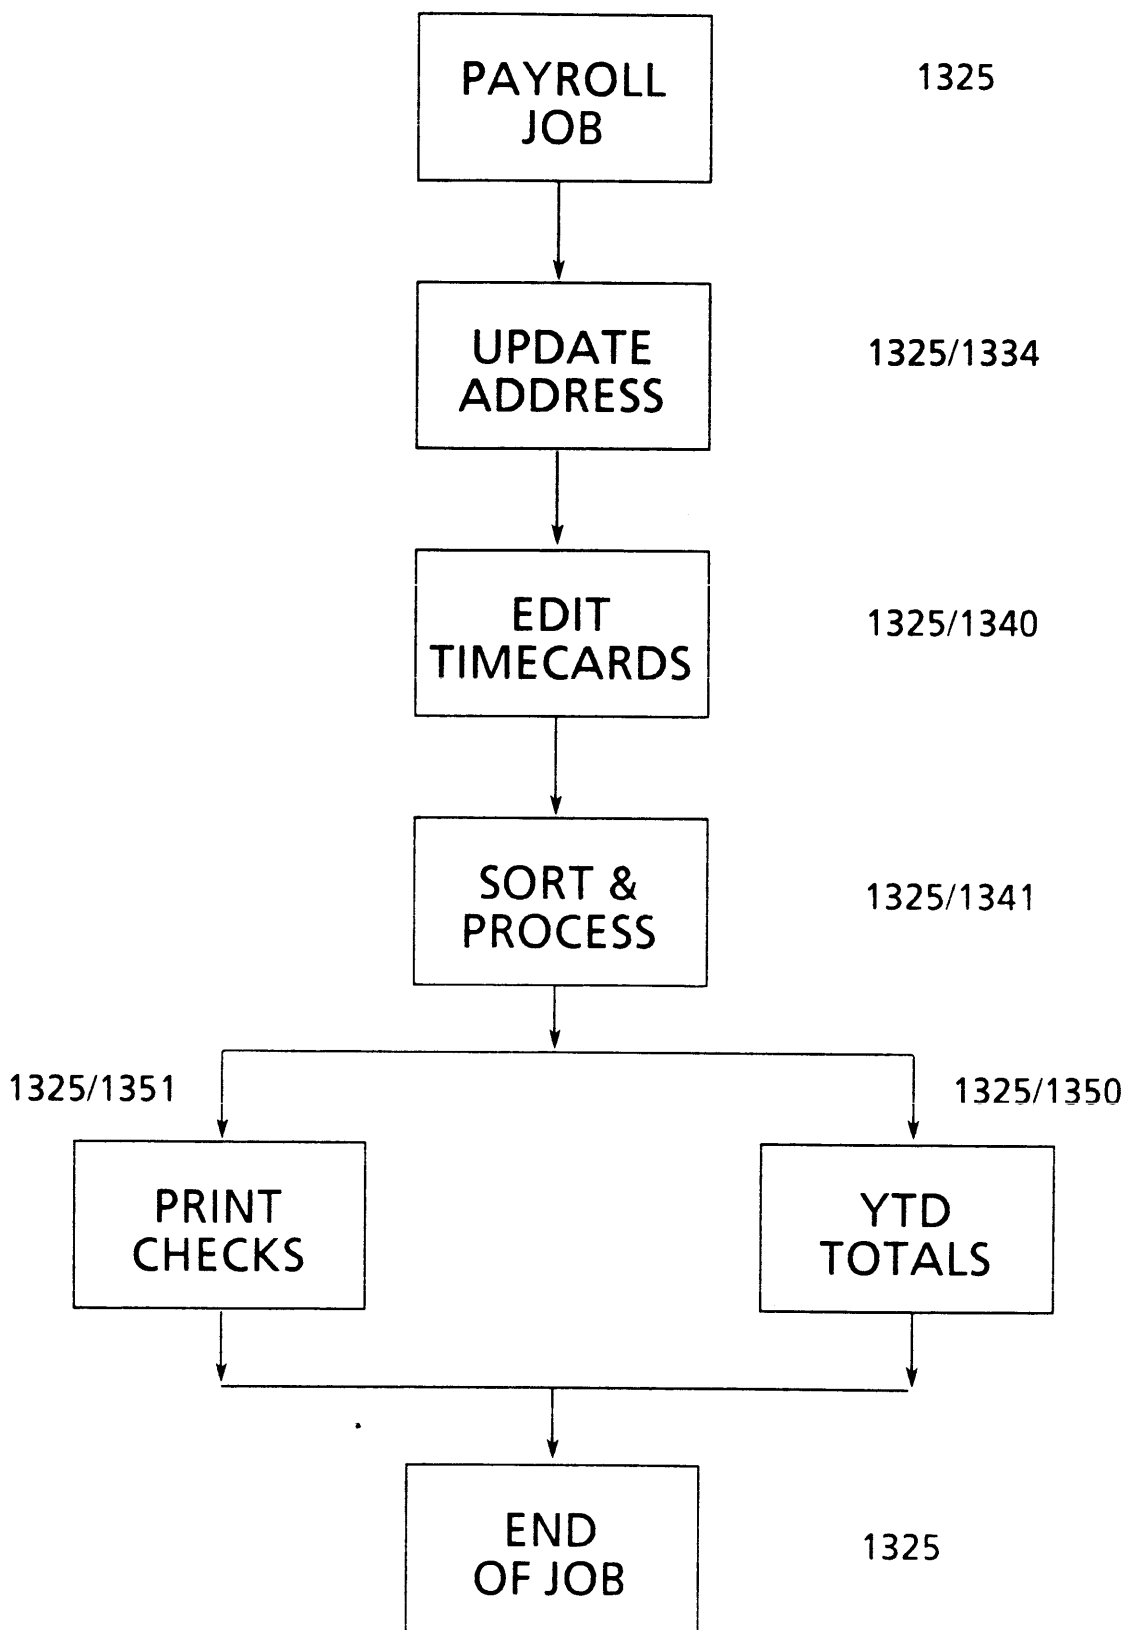 PAYROLL
JOB
1325
UPDATE
ADDRESS
1325/1334
EDIT
TIMECARDS
1325/1340
SORT &
PROCESS
1325/1341
1325/1351
1325/1350
PRINT
CHECKS
YTD
TOTALS
END
OF JOB
1325